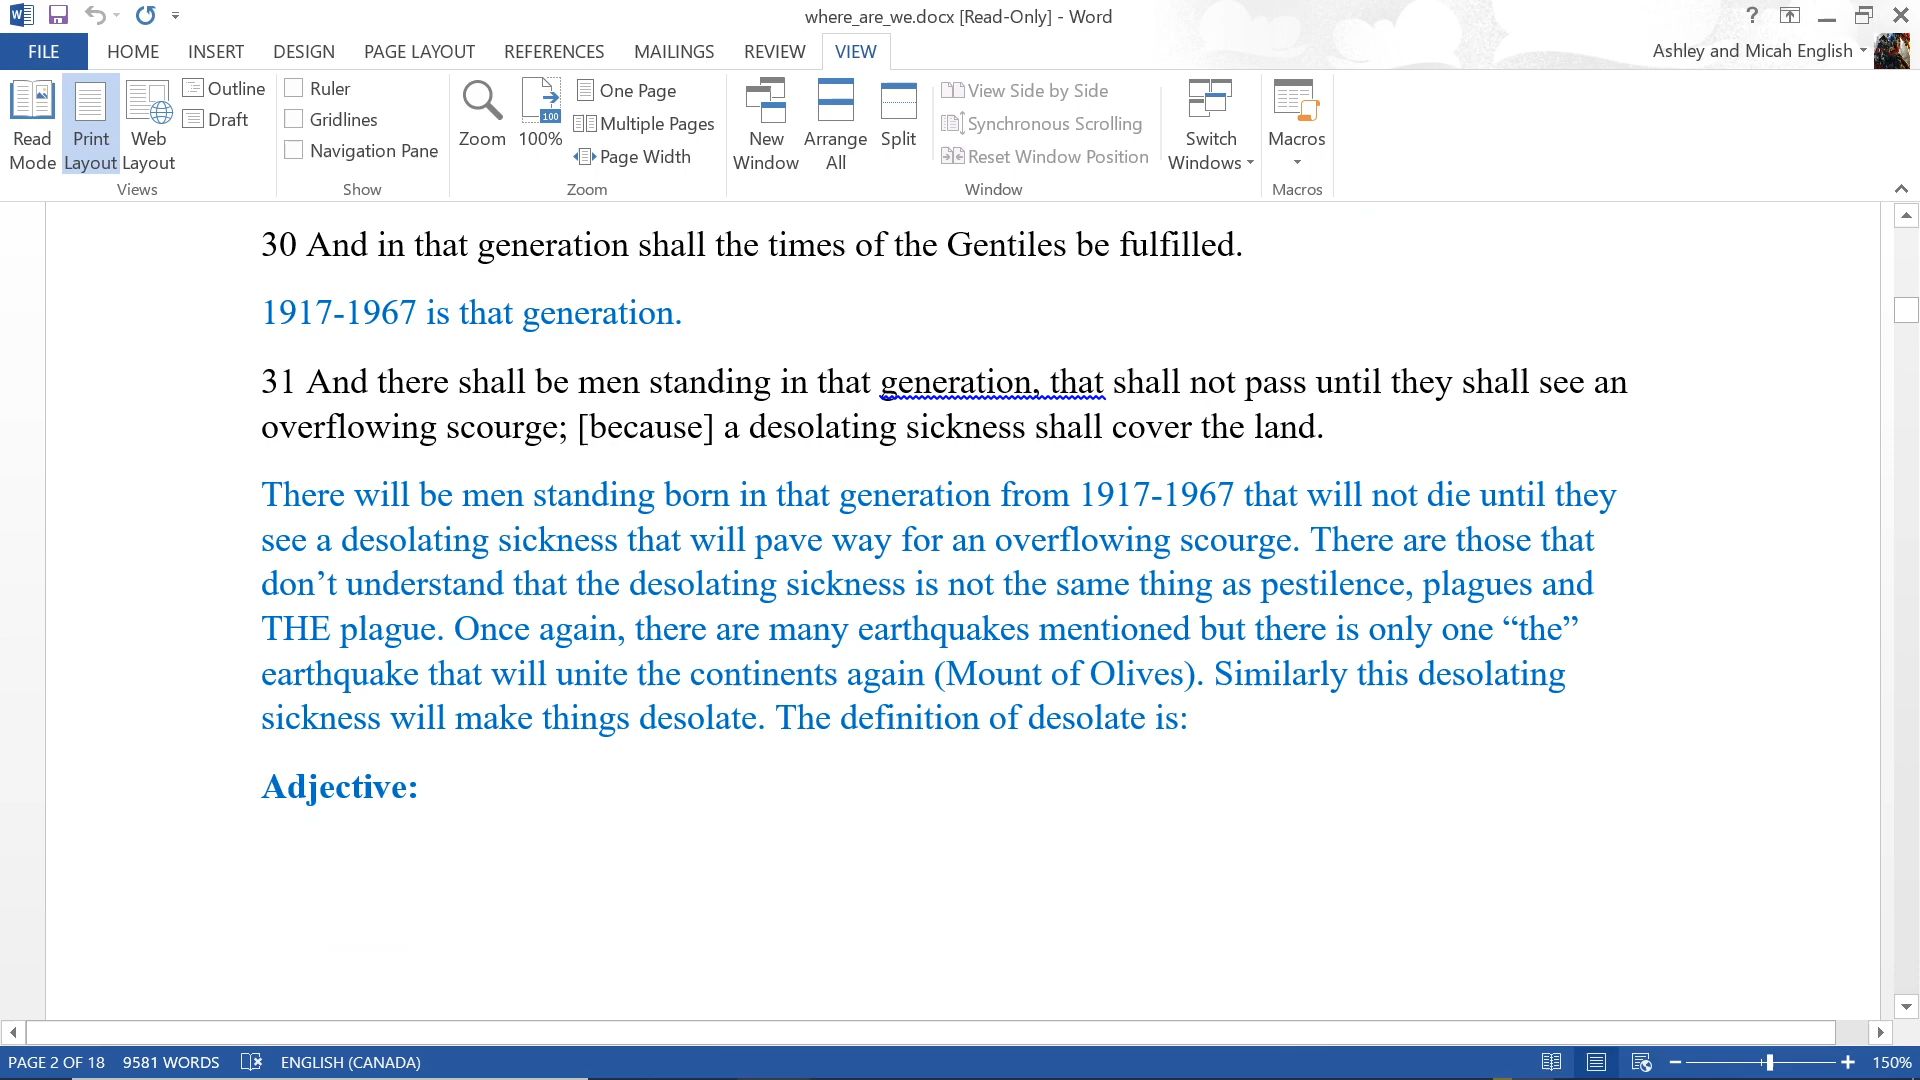 where_are_we.docx [Read-Only] - Word
?
FILE HOME INSERT DESIGN PAGE LAYOUT REFERENCES MAILINGS REVIEW VIEW Ashley and Micah English
Read Mode
Print Layout
Web Layout
Outline
Draft
Views
Ruler
Gridlines
Navigation Pane
Show
Zoom
100
100%
One Page
Multiple Pages
Page Width
Zoom
New Window
Arrange All
Split
View Side by Side
Synchronous Scrolling
Reset Window Position
Window
Switch Windows
Macros
Macros
30 And in that generation shall the times of the Gentiles be fulfilled.
1917-1967 is that generation.
31 And there shall be men standing in that generation, that shall not pass until they shall see an
overflowing scourge; [because] a desolating sickness shall cover the land.
There will be men standing born in that generation from 1917-1967 that will not die until they
see a desolating sickness that will pave way for an overflowing scourge. There are those that
don’t understand that the desolating sickness is not the same thing as pestilence, plagues and
THE plague. Once again, there are many earthquakes mentioned but there is only one “the”
earthquake that will unite the continents again (Mount of Olives). Similarly this desolating
sickness will make things desolate. The definition of desolate is:
Adjective:
PAGE 2 OF 18 9581 WORDS ENGLISH (CANADA) 150%